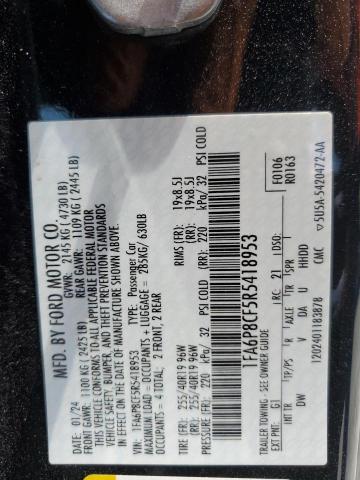 MFD. BY FORD MOTOR CO.
DATE: 01/24 GVWR: 2145 KG ( 4730 LB)
FRONT GAWR: 1100 KG ( 2425 LB) REAR GAWR: 1109 KG ( 2445 LB)
THIS VEHICLE CONFORMS TO ALL APPLICABLE FEDERAL MOTOR
VEHICLE SAFETY, BUMPER, AND THEFT PREVENTION STANDARDS
IN EFFECT ON THE DATE OF MANUFACTURE SHOWN ABOVE.
VIN: 1FA6P8CF5R5418953 TYPE: Passenger Car
MAXIMUM LOAD = OCCUPANTS + LUGGAGE = 285KG/ 630LB
OCCUPANTS = 4 TOTAL: 2 FRONT, 2 REAR
TIRE (FR): 255/40R19 96W RIMS (FR): 19x8.5J
TIRE (RR): 255/40R19 96W (RR): 19x8.5J
PRESSURE (FR): 220 kPa/ 32 PSI COLD (RR): 220 kPa/ 32 PSI COLD
1FA6P8CF5R5418953
TRAILER TOWING - SEE OWNER GUIDE F0106
EXT PNT: G1 RC: 21 DSO: R0163
INT TR TP/PS R AXLE TR SPR
DW V DA U HHDD
1202401183878 CMC ▽5U5A-5420472-AA